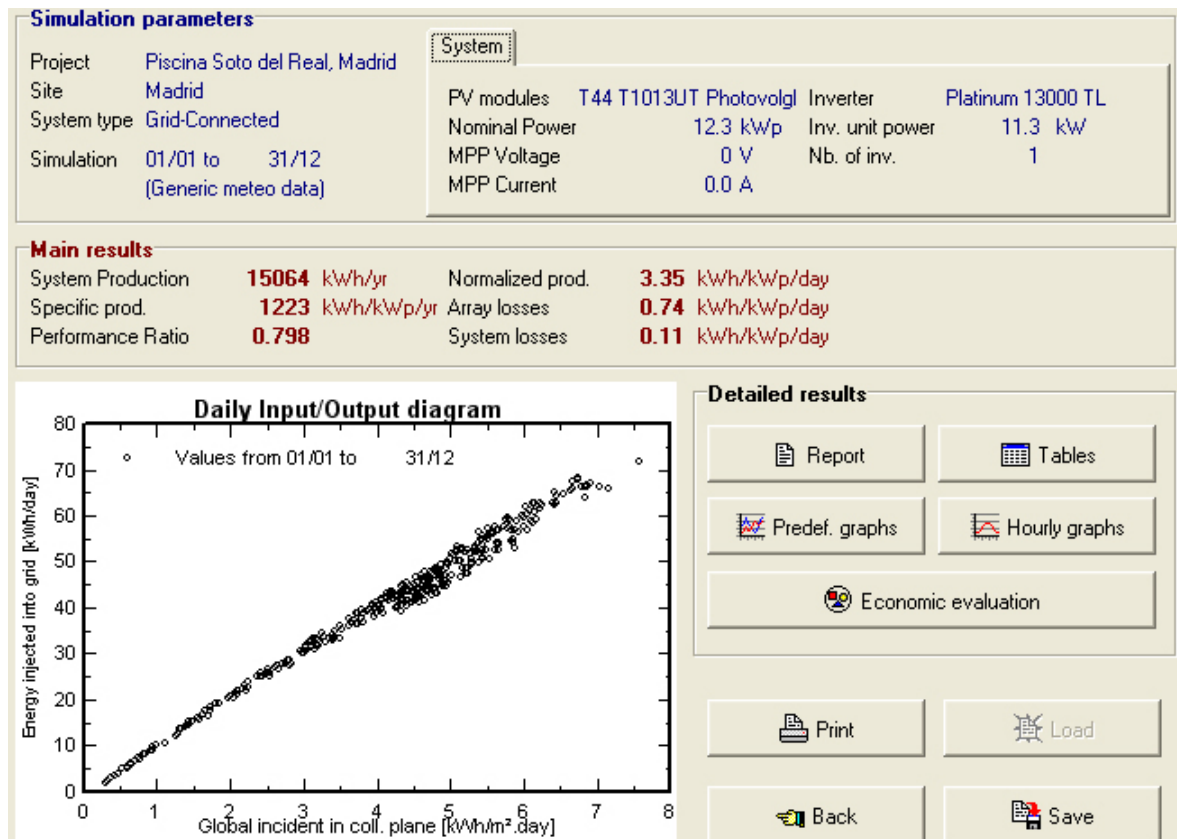 Simulation parameters
Project Piscina Soto del Real, Madrid
Site Madrid
System type Grid-Connected
Simulation 01/01 to 31/12
(Generic meteo data)
System
PV modules T44 T1013UT Photovolgl Inverter Platinum 13000 TL
Nominal Power 12.3 kWp Inv. unit power 11.3 kW
MPP Voltage 0 V Nb. of inv. 1
MPP Current 0.0 A
Main results
System Production 15064 kWh/yr Normalized prod. 3.35 kWh/kWp/day
Specific prod. 1223 kWh/kWp/yr Array losses 0.74 kWh/kWp/day
Performance Ratio 0.798 System losses 0.11 kWh/kWp/day
Daily Input/Output diagram
Values from 01/01 to 31/12
Energy injected into grid [kWh/day]
80
70
60
50
40
30
20
10
0
0 1 2 3 4 5 6 7 8
Global incident in coll. plane [kWh/m².day]
Detailed results
Report Tables
Predef. graphs Hourly graphs
Economic evaluation
Print Load
Back Save